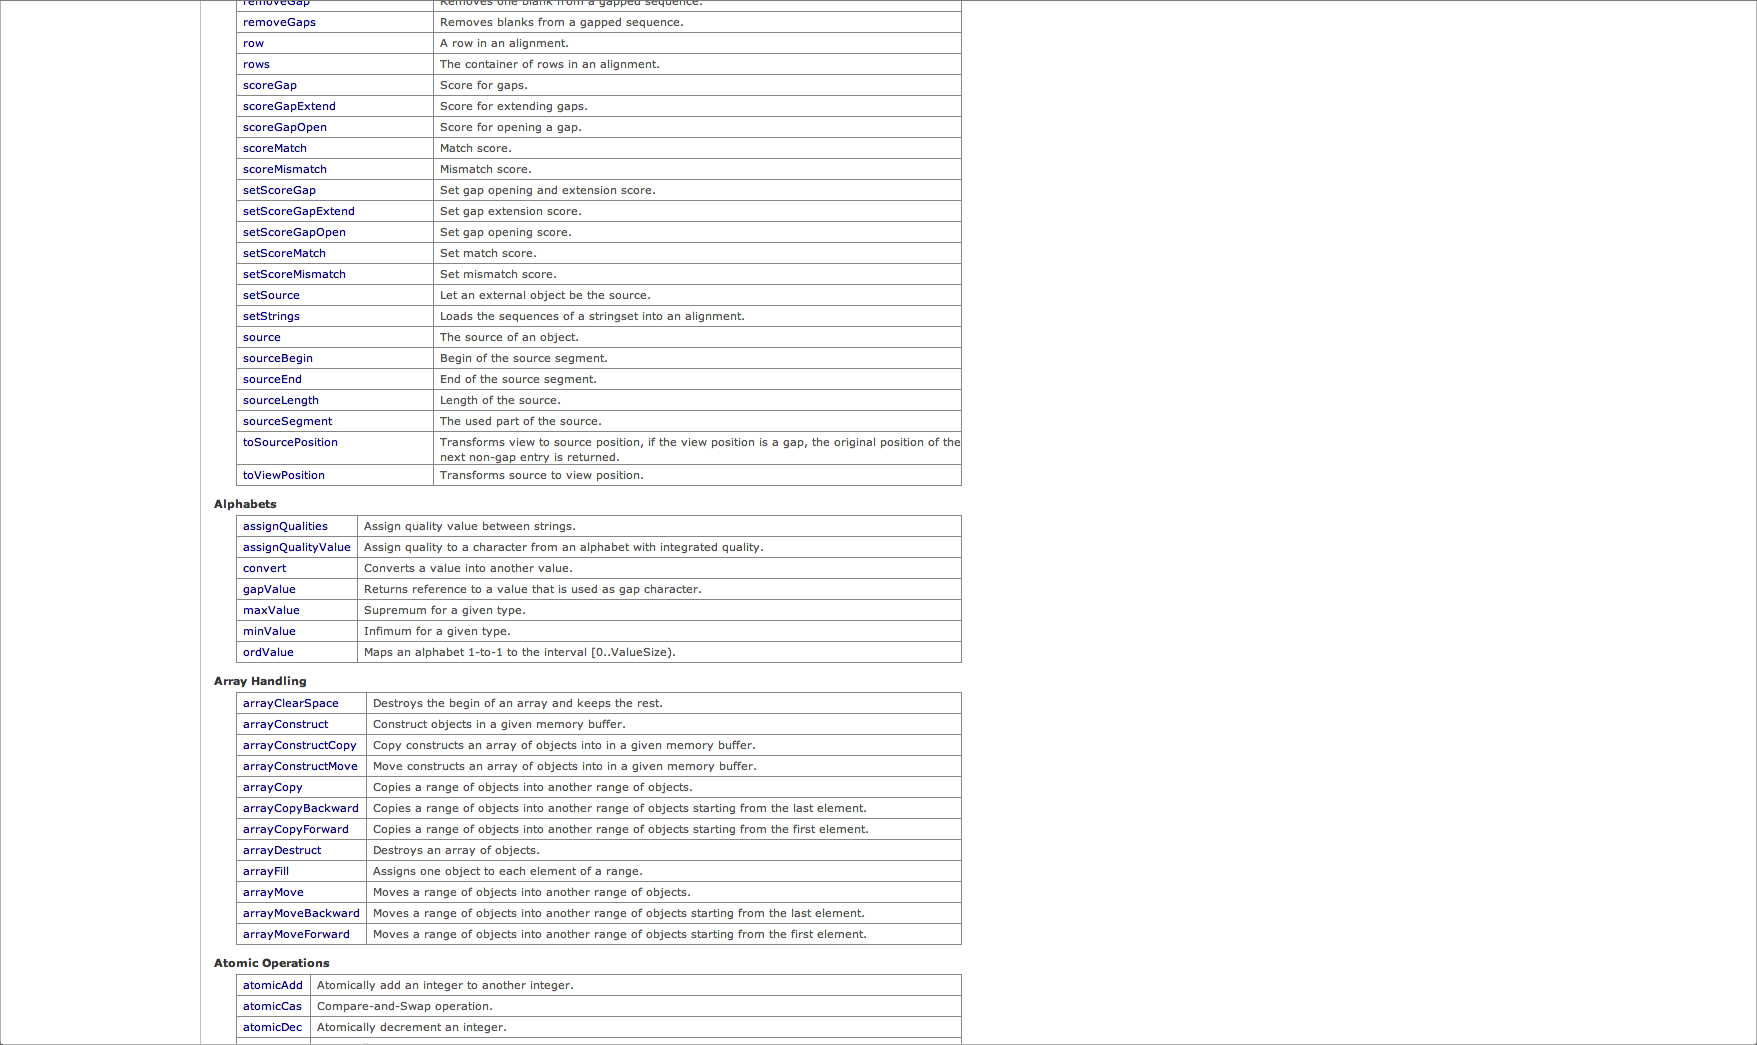 removeGap Removes one blank from a gapped sequence.
removeGaps Removes blanks from a gapped sequence.
row A row in an alignment.
rows The container of rows in an alignment.
scoreGap Score for gaps.
scoreGapExtend Score for extending gaps.
scoreGapOpen Score for opening a gap.
scoreMatch Match score.
scoreMismatch Mismatch score.
setScoreGap Set gap opening and extension score.
setScoreGapExtend Set gap extension score.
setScoreGapOpen Set gap opening score.
setScoreMatch Set match score.
setScoreMismatch Set mismatch score.
setSource Let an external object be the source.
setStrings Loads the sequences of a stringset into an alignment.
source The source of an object.
sourceBegin Begin of the source segment.
sourceEnd End of the source segment.
sourceLength Length of the source.
sourceSegment The used part of the source.
toSourcePosition Transforms view to source position, if the view position is a gap, the original position of the
next non-gap entry is returned.
toViewPosition Transforms source to view position.
Alphabets
assignQualities Assign quality value between strings.
assignQualityValue Assign quality to a character from an alphabet with integrated quality.
convert Converts a value into another value.
gapValue Returns reference to a value that is used as gap character.
maxValue Supremum for a given type.
minValue Infimum for a given type.
ordValue Maps an alphabet 1-to-1 to the interval [0..ValueSize).
Array Handling
arrayClearSpace Destroys the begin of an array and keeps the rest.
arrayConstruct Construct objects in a given memory buffer.
arrayConstructCopy Copy constructs an array of objects into in a given memory buffer.
arrayConstructMove Move constructs an array of objects into in a given memory buffer.
arrayCopy Copies a range of objects into another range of objects.
arrayCopyBackward Copies a range of objects into another range of objects starting from the last element.
arrayCopyForward Copies a range of objects into another range of objects starting from the first element.
arrayDestruct Destroys an array of objects.
arrayFill Assigns one object to each element of a range.
arrayMove Moves a range of objects into another range of objects.
arrayMoveBackward Moves a range of objects into another range of objects starting from the last element.
arrayMoveForward Moves a range of objects into another range of objects starting from the first element.
Atomic Operations
atomicAdd Atomically add an integer to another integer.
atomicCas Compare-and-Swap operation.
atomicDec Atomically decrement an integer.